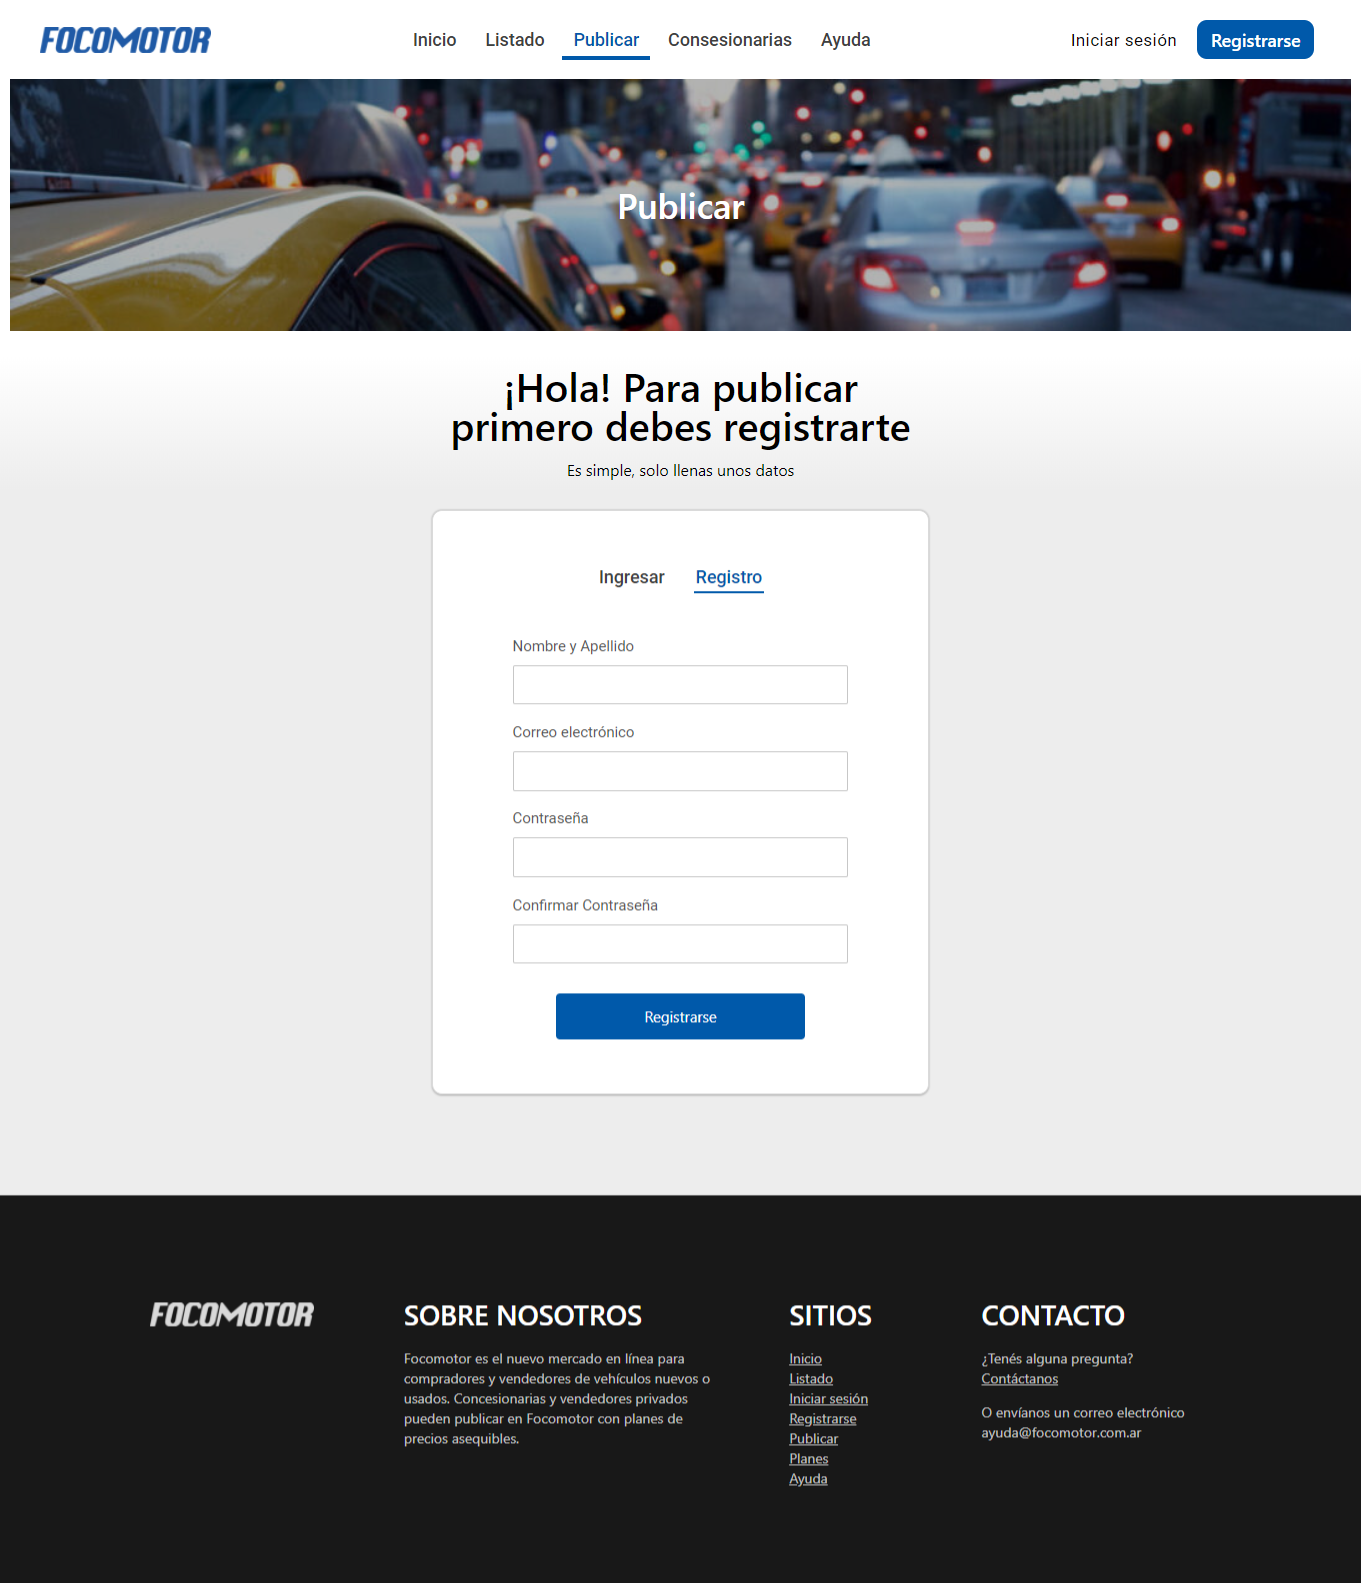 FOCOMOTOR
Inicio Listado Publicar Consesionarias Ayuda
Iniciar sesión Registrarse
Publicar
¡Hola! Para publicar
primero debes registrarte
Es simple, solo llenas unos datos
Ingresar Registro
Nombre y Apellido
Correo electrónico
Contraseña
Confirmar Contraseña
Registrarse
FOCOMOTOR
SOBRE NOSOTROS
Focomotor es el nuevo mercado en línea para
compradores y vendedores de vehículos nuevos o
usados. Concesionarias y vendedores privados
pueden publicar en Focomotor con planes de
precios asequibles.
SITIOS
Inicio
Listado
Iniciar sesión
Registrarse
Publicar
Planes
Ayuda
CONTACTO
¿Tenés alguna pregunta?
Contáctanos
O envíanos un correo electrónico
ayuda@focomotor.com.ar